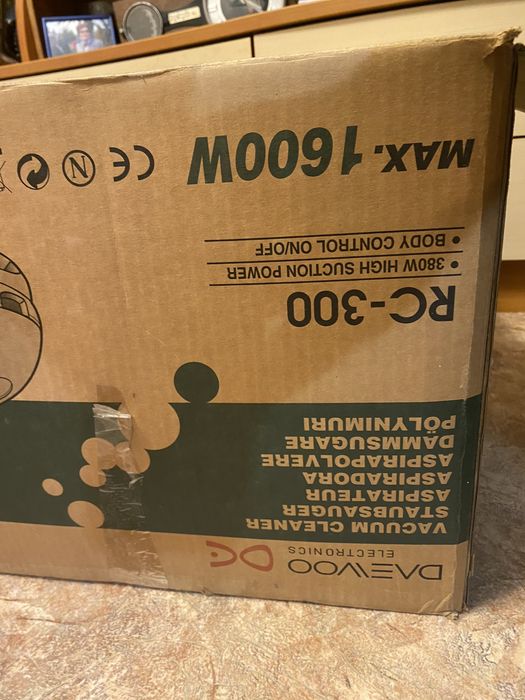 DAEWOO
ELECTRONICS
VACUUM CLEANER
STAUBSAUGER
ASPIRATEUR
ASPIRADORA
ASPIRAPOLVERE
DAMMSUGARE
PÖLYNIMURI
RC-300
• 380W HIGH SUCTION POWER
• BODY CONTROL ON/OFF
MAX. 1600W
CE N